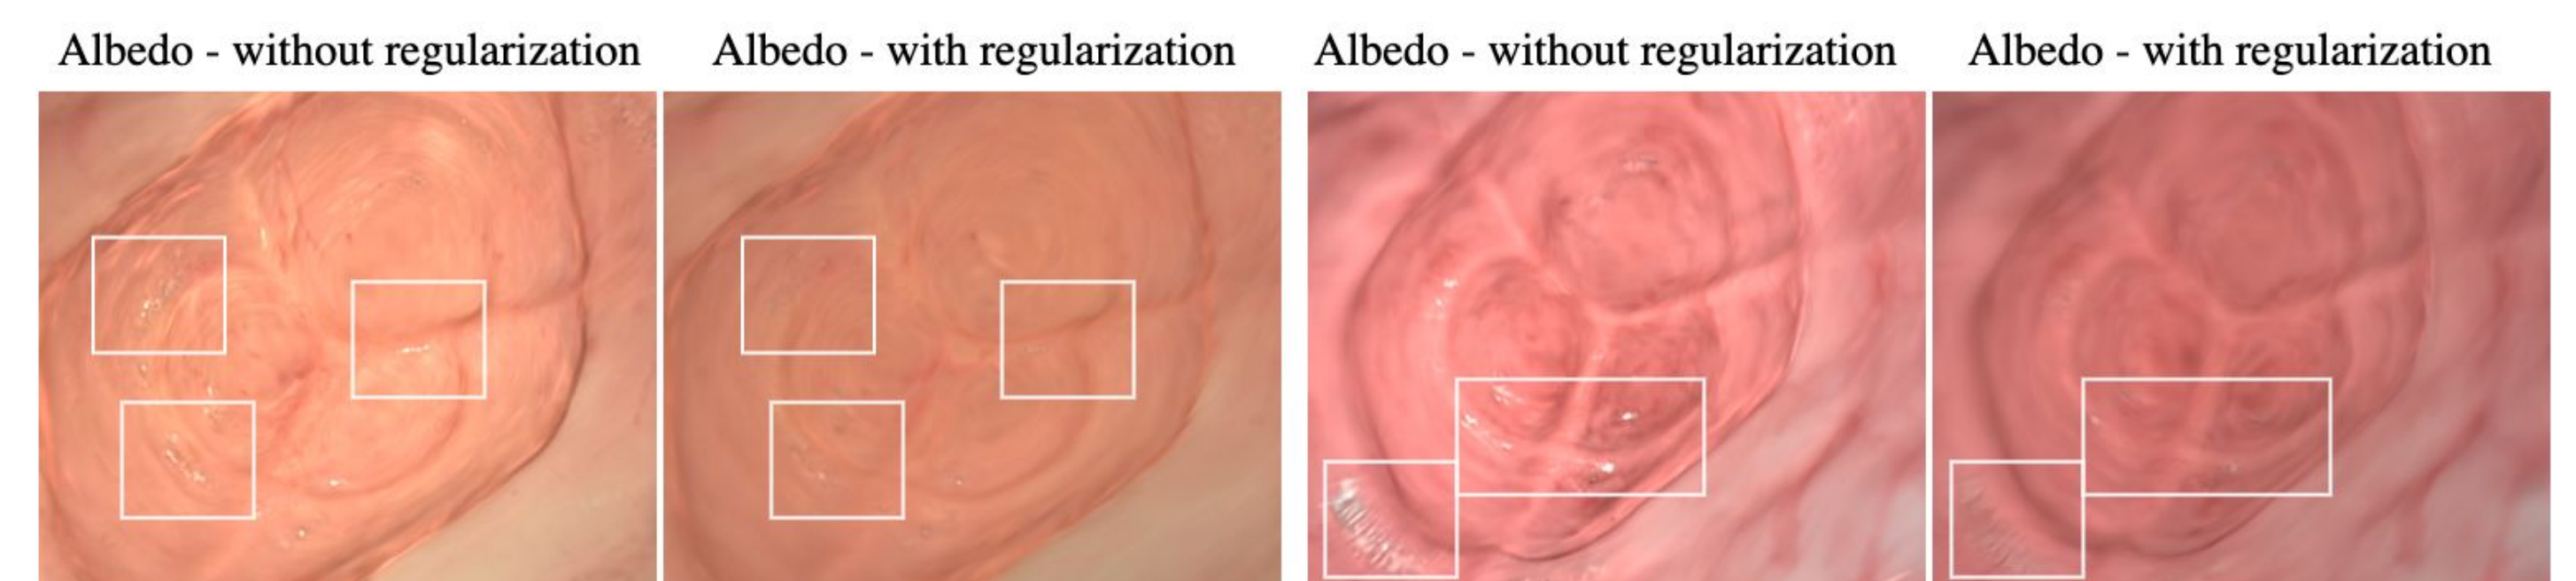 Albedo - without regularization
Albedo - with regularization
Albedo - without regularization
Albedo - with regularization